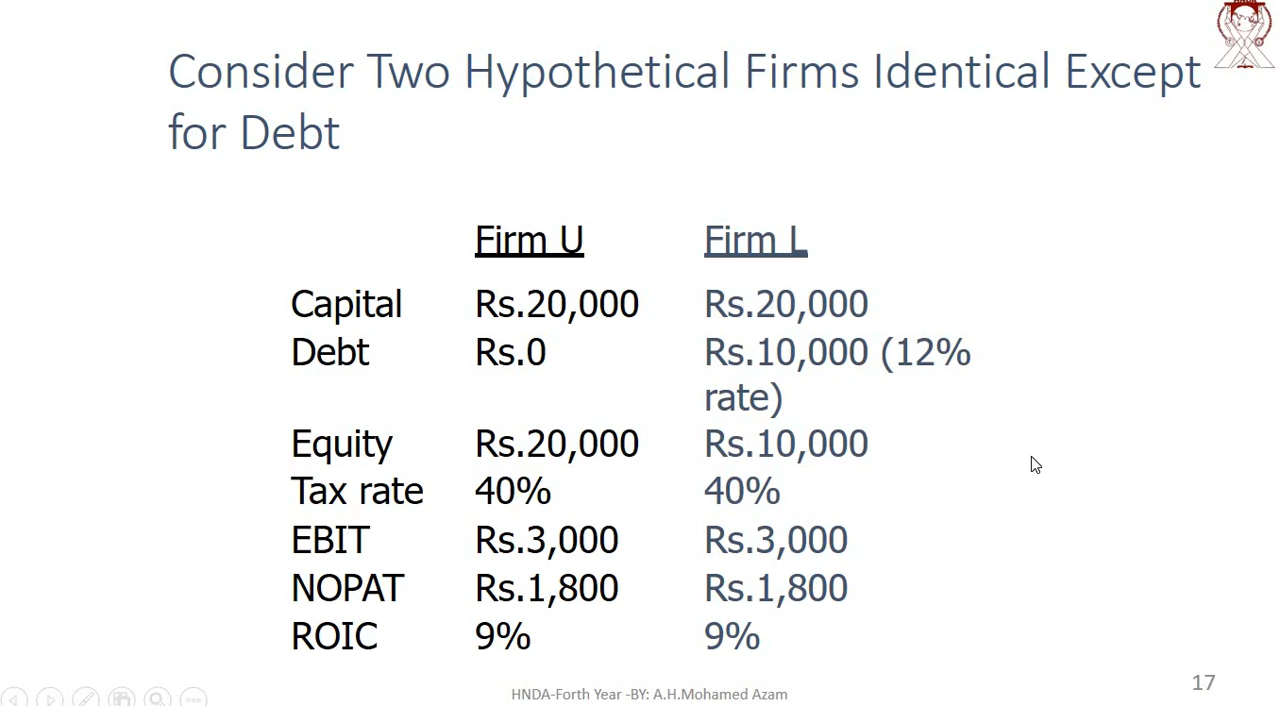 Consider Two Hypothetical Firms Identical Except
for Debt
Firm U Firm L
Capital Rs.20,000 Rs.20,000
Debt Rs.0 Rs.10,000 (12%
rate)
Equity Rs.20,000 Rs.10,000
Tax rate 40% 40%
EBIT Rs.3,000 Rs.3,000
NOPAT Rs.1,800 Rs.1,800
ROIC 9% 9%
HNDA-Forth Year -BY: A.H.Mohamed Azam
17